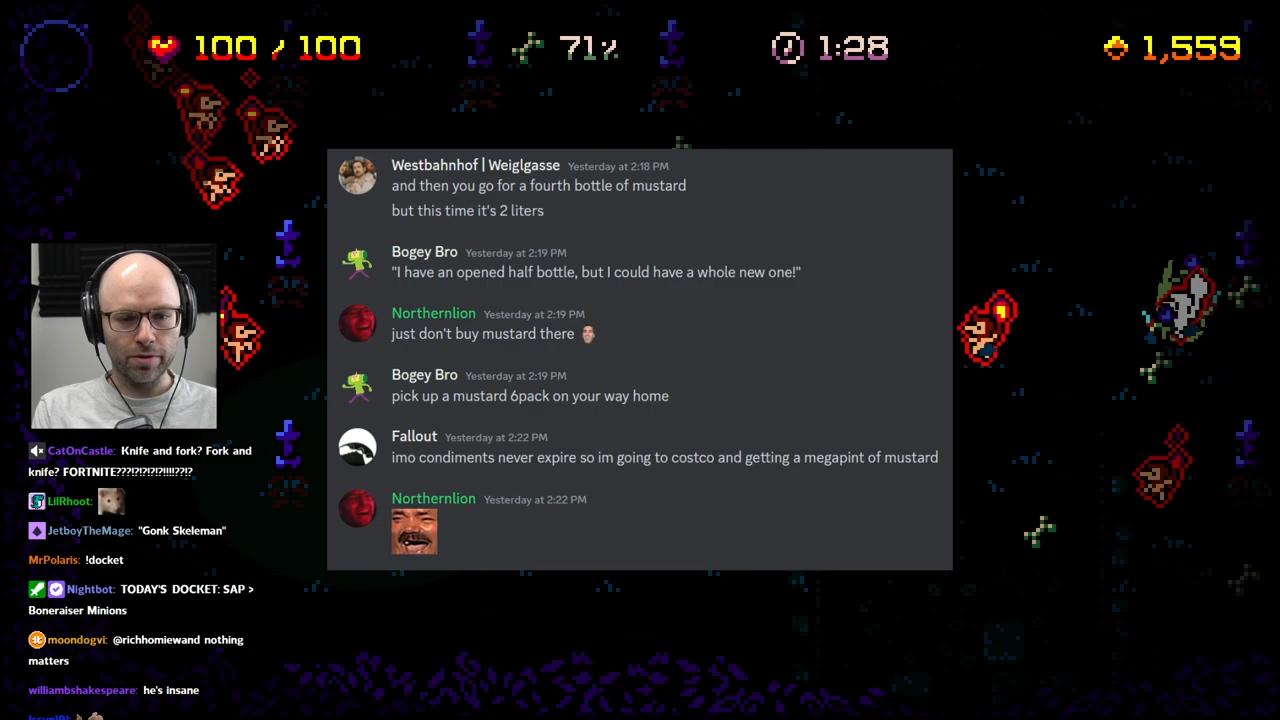 100 / 100
71%
1:28
1,559
Westbahnhof | Weiglgasse Yesterday at 2:18 PM
and then you go for a fourth bottle of mustard
but this time it's 2 liters
Bogey Bro Yesterday at 2:19 PM
"I have an opened half bottle, but I could have a whole new one!"
Northernlion Yesterday at 2:19 PM
just don't buy mustard there
Bogey Bro Yesterday at 2:19 PM
pick up a mustard 6pack on your way home
Fallout Yesterday at 2:22 PM
imo condiments never expire so im going to costco and getting a megapint of mustard
Northernlion Yesterday at 2:22 PM
CatOnCastle: Knife and fork? Fork and
knife? FORTNITE???!?!?!?!!!!??!?
LilRhoot:
JetboyTheMage: "Gonk Skeleman"
MrPolaris: !docket
Nightbot: TODAY'S DOCKET: SAP >
Boneraiser Minions
moondogvi: @richhomiewand nothing
matters
williambshakespeare: he's insane